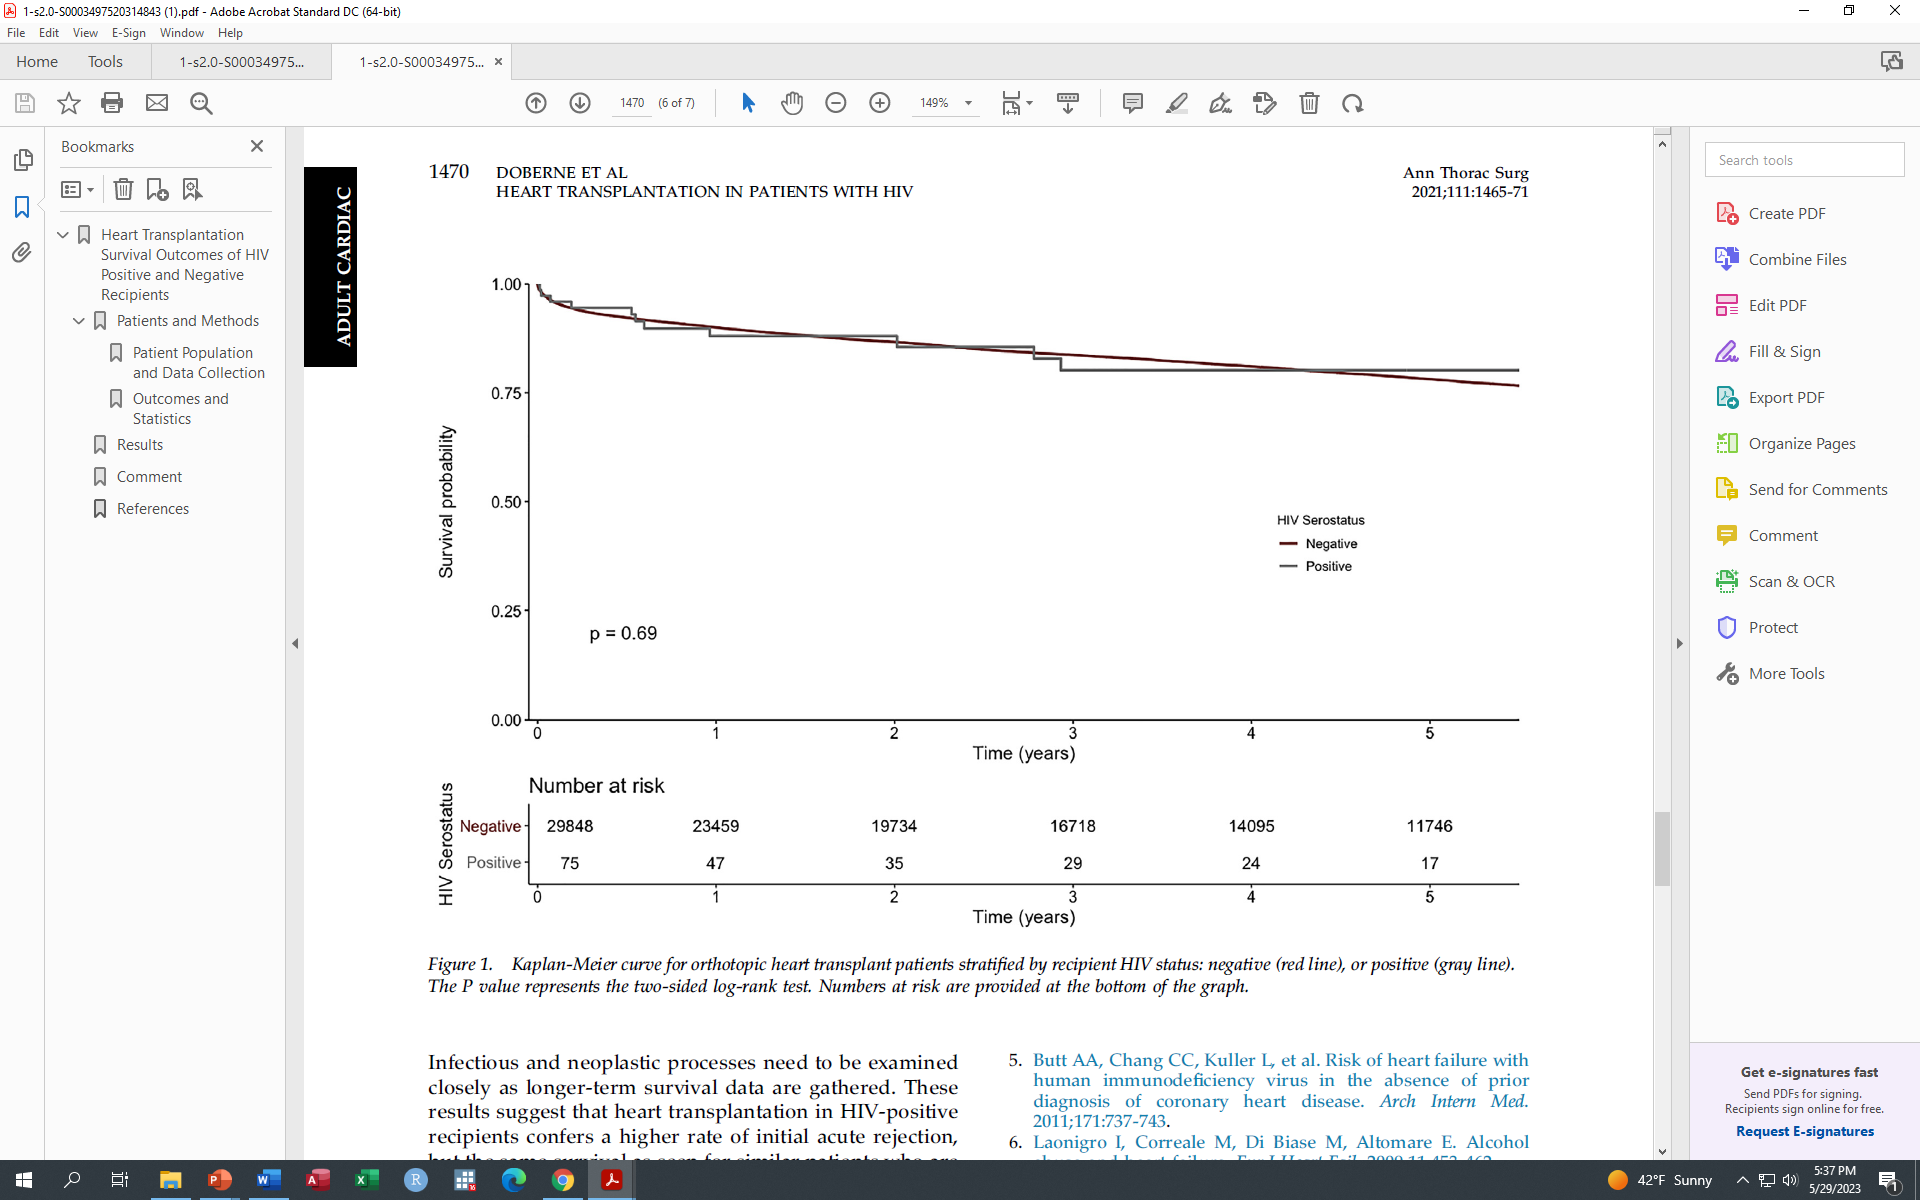 1-s2.0-S0003497520314843 (1).pdf - Adobe Acrobat Standard DC (64-bit)
File Edit View E-Sign Window Help
Home Tools 1-s2.0-S00034975... 1-s2.0-S00034975...
1470 (6 of 7) 149%
Bookmarks
Heart Transplantation
Survival Outcomes of HIV
Positive and Negative
Recipients
Patients and Methods
Patient Population
and Data Collection
Outcomes and
Statistics
Results
Comment
References
ADULT CARDIAC
1470 DOBERNE ET AL Ann Thorac Surg
HEART TRANSPLANTATION IN PATIENTS WITH HIV 2021;111:1465-71
1.00
0.75
0.50
0.25
0.00
Survival probability
HIV Serostatus
Negative
Positive
p = 0.69
0 1 2 3 4 5
Time (years)
Number at risk
HIV Serostatus
Negative 29848 23459 19734 16718 14095 11746
Positive 75 47 35 29 24 17
0 1 2 3 4 5
Time (years)
Figure 1. Kaplan-Meier curve for orthotopic heart transplant patients stratified by recipient HIV status: negative (red line), or positive (gray line).
The P value represents the two-sided log-rank test. Numbers at risk are provided at the bottom of the graph.
Infectious and neoplastic processes need to be examined
closely as longer-term survival data are gathered. These
results suggest that heart transplantation in HIV-positive
recipients confers a higher rate of initial acute rejection,
but the same survival as seen for similar patients who are
5. Butt AA, Chang CC, Kuller L, et al. Risk of heart failure with
human immunodeficiency virus in the absence of prior
diagnosis of coronary heart disease. Arch Intern Med.
2011;171:737-743.
6. Laonigro I, Correale M, Di Biase M, Altomare E. Alcohol
Search tools
Create PDF
Combine Files
Edit PDF
Fill & Sign
Export PDF
Organize Pages
Send for Comments
Comment
Scan & OCR
Protect
More Tools
Get e-signatures fast
Send PDFs for signing.
Recipients sign online for free.
Request E-signatures
42°F Sunny
5:37 PM
5/29/2023